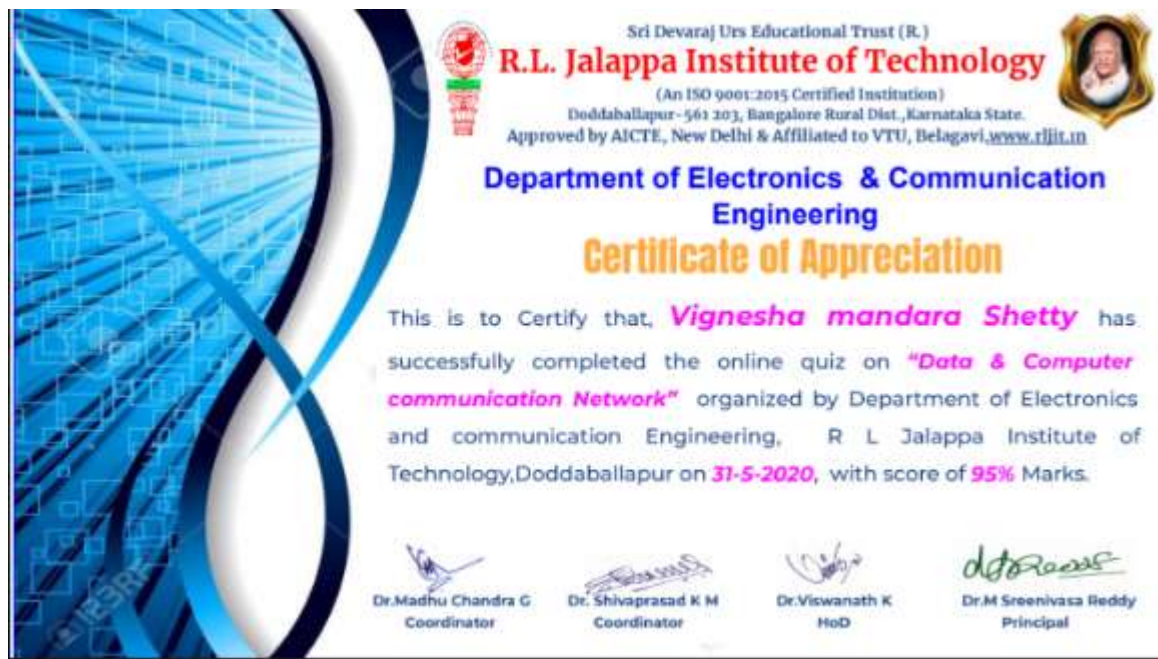 Sri Devaraj Urs Educational Trust (R.)
R.L. Jalappa Institute of Technology
(An ISO 9001:2015 Certified Institution)
Doddaballapur-561 203, Bangalore Rural Dist.,Karnataka State.
Approved by AICTE, New Delhi & Affiliated to VTU, Belagavi,www.rljit.in
Department of Electronics & Communication
Engineering
Certificate of Appreciation
This is to Certify that, Vignesha mandara Shetty has
successfully completed the online quiz on "Data & Computer
communication Network" organized by Department of Electronics
and communication Engineering, R L Jalappa Institute of
Technology,Doddaballapur on 31-5-2020, with score of 95% Marks.
Dr.Madhu Chandra G Dr. Shivaprasad K M Dr.Viswanath K Dr.M Sreenivasa Reddy
Coordinator Coordinator HoD Principal
123RF